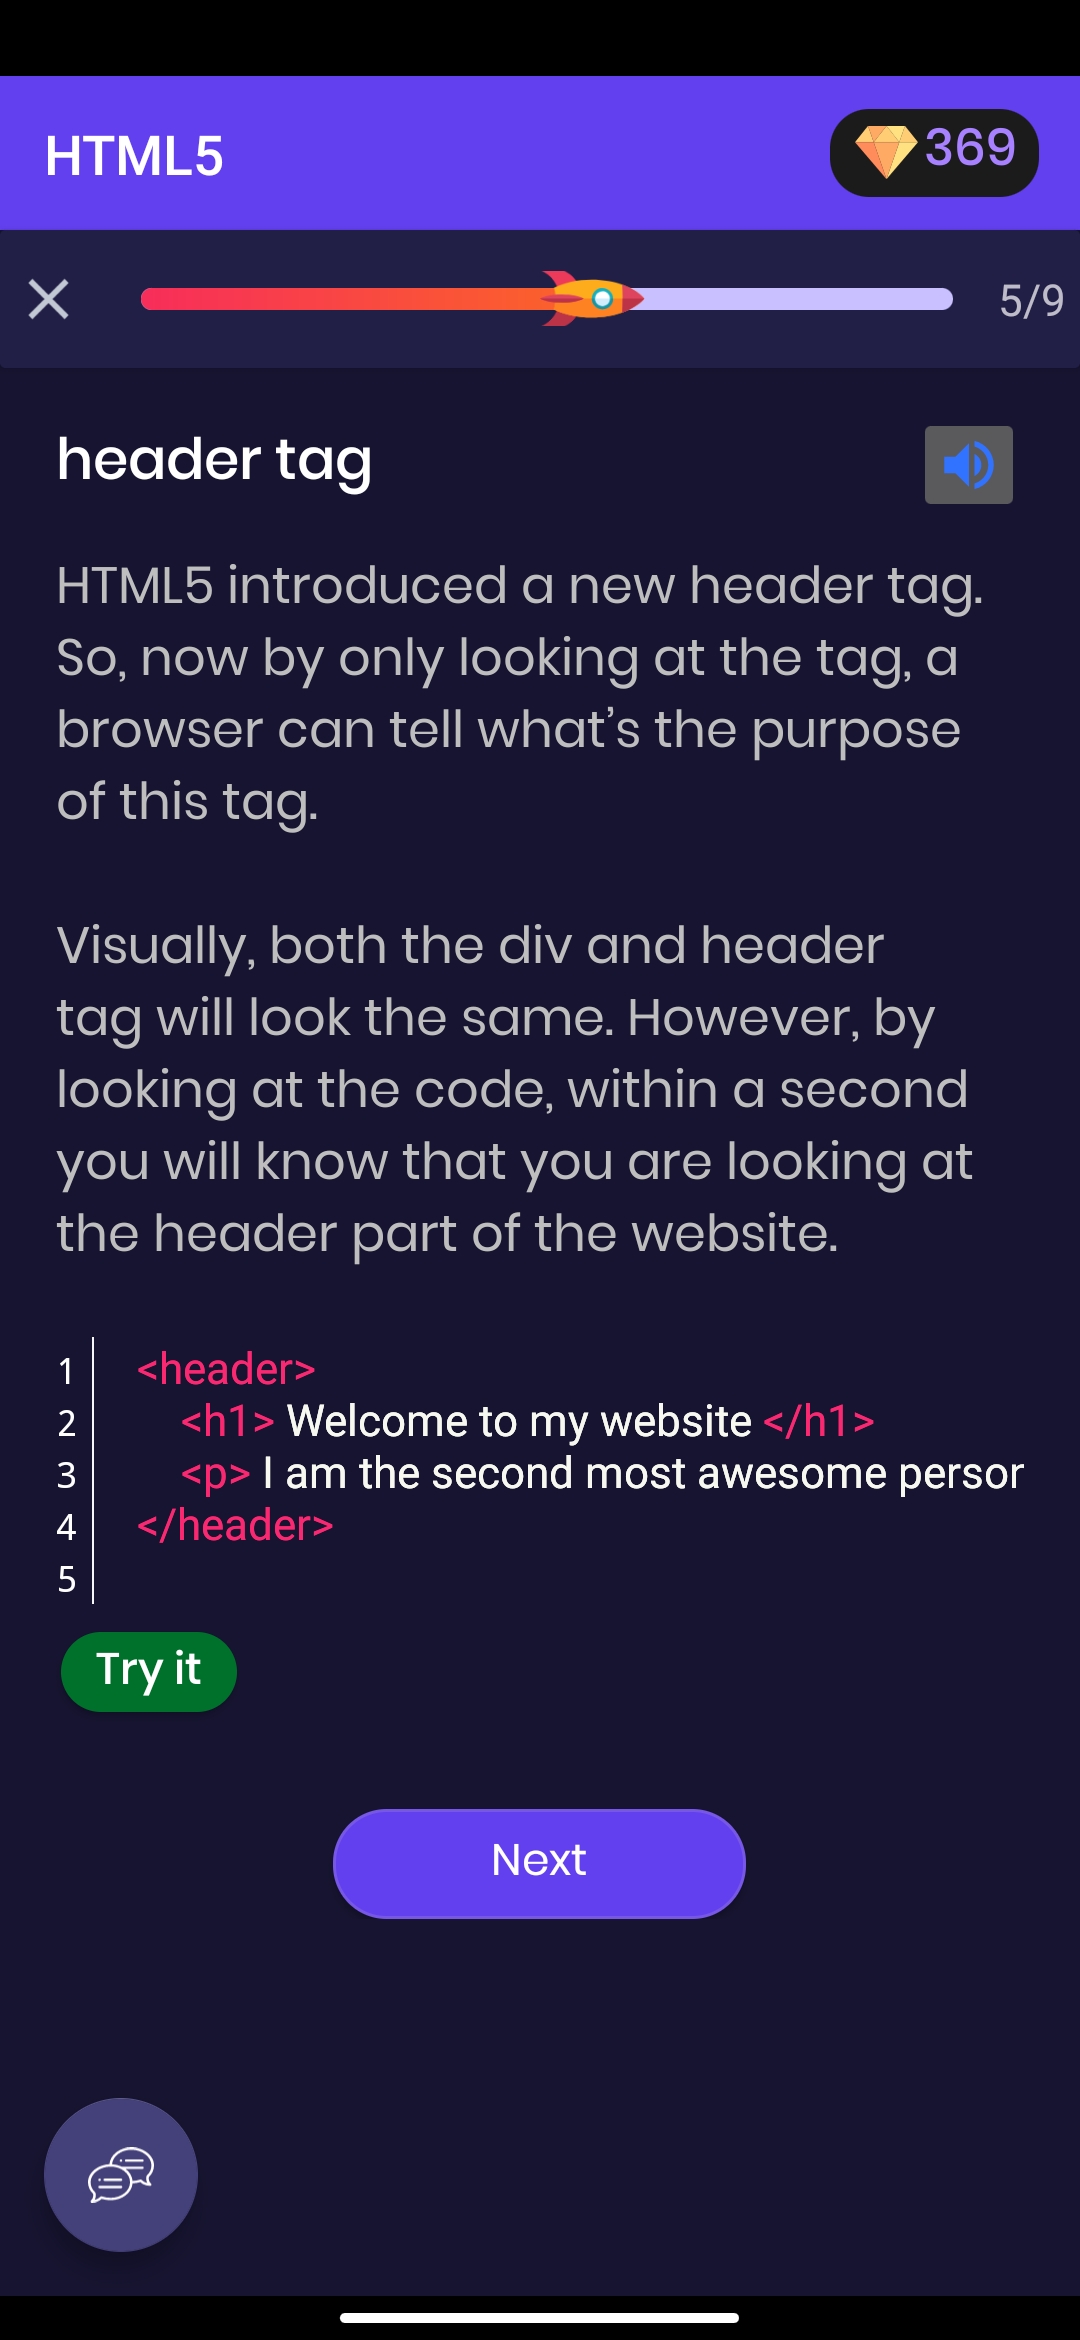 HTML5
369
5/9
header tag
HTML5 introduced a new header tag.
So, now by only looking at the tag, a
browser can tell what's the purpose
of this tag.
Visually, both the div and header
tag will look the same. However, by
looking at the code, within a second
you will know that you are looking at
the header part of the website.
1 <header>
2 <h1> Welcome to my website </h1>
3 <p> I am the second most awesome persor
4 </header>
5
Try it
Next